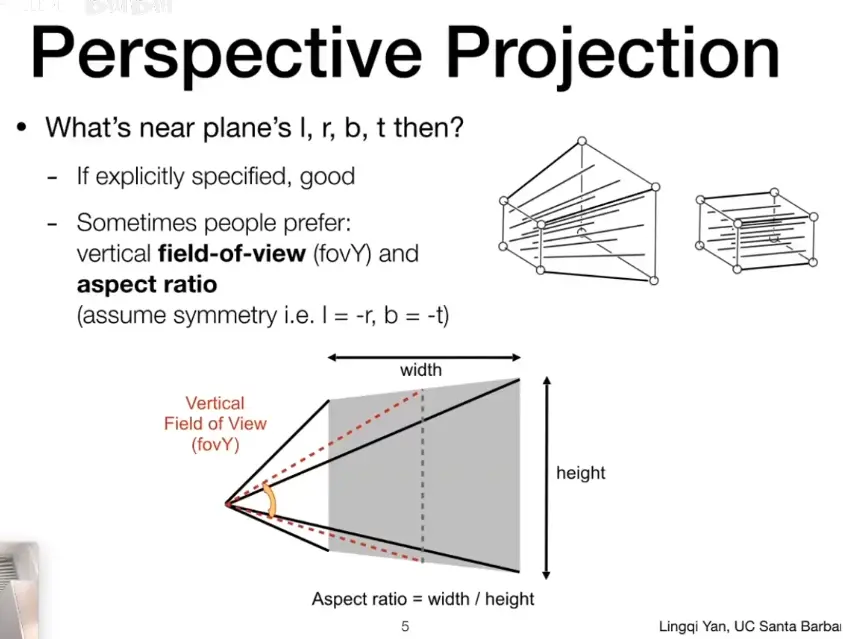 Perspective Projection
• What's near plane's l, r, b, t then?
- If explicitly specified, good
- Sometimes people prefer:
vertical field-of-view (fovY) and
aspect ratio
(assume symmetry i.e. l = -r, b = -t)
width
Vertical
Field of View
(fovY)
height
Aspect ratio = width / height
5
Lingqi Yan, UC Santa Barbar